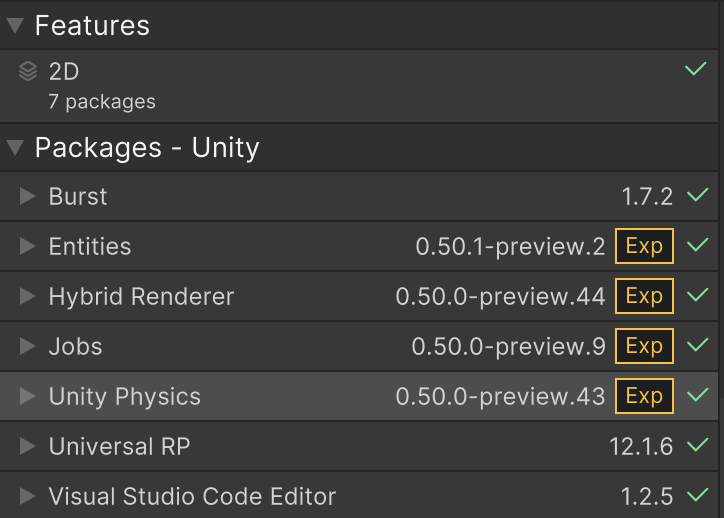 Features
2D
7 packages
Packages - Unity
Burst 1.7.2
Entities 0.50.1-preview.2 Exp
Hybrid Renderer 0.50.0-preview.44 Exp
Jobs 0.50.0-preview.9 Exp
Unity Physics 0.50.0-preview.43 Exp
Universal RP 12.1.6
Visual Studio Code Editor 1.2.5